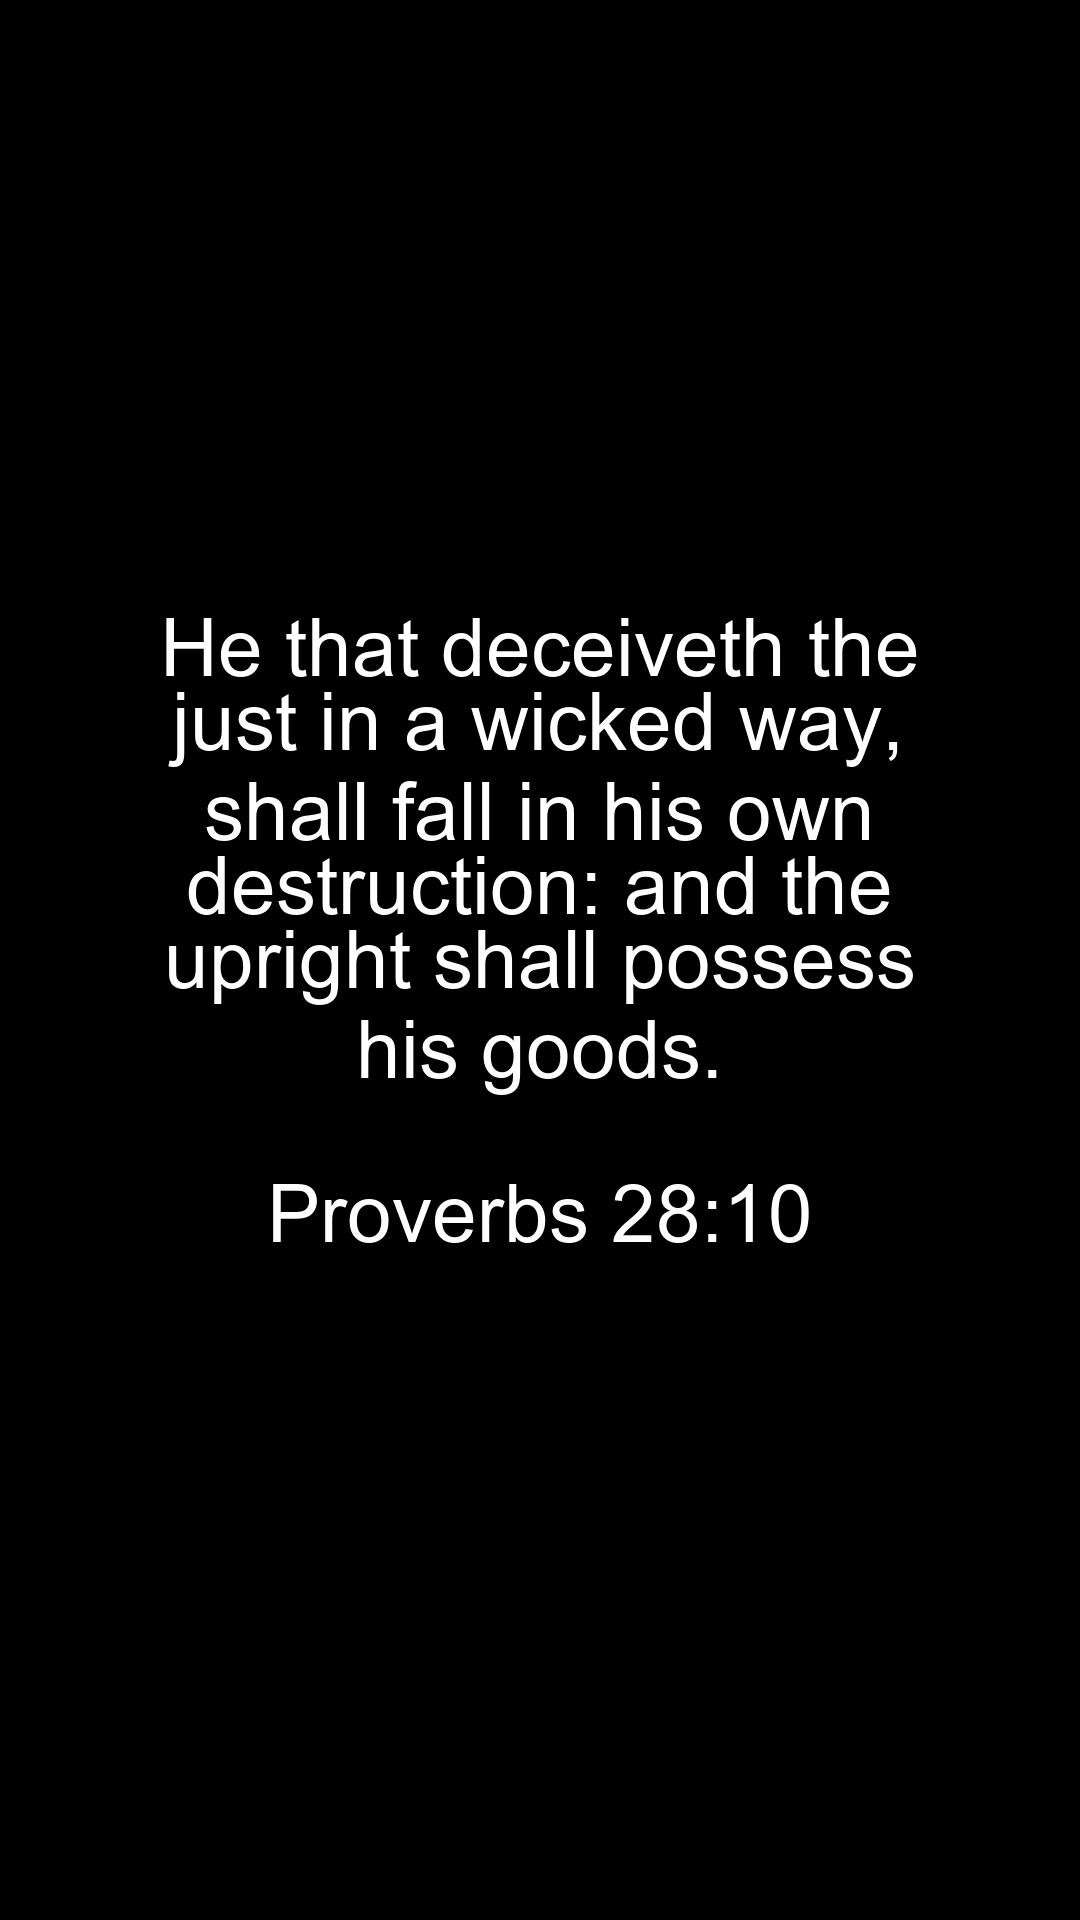 He that deceiveth the
just in a wicked way,
shall fall in his own
destruction: and the
upright shall possess
his goods.
Proverbs 28:10